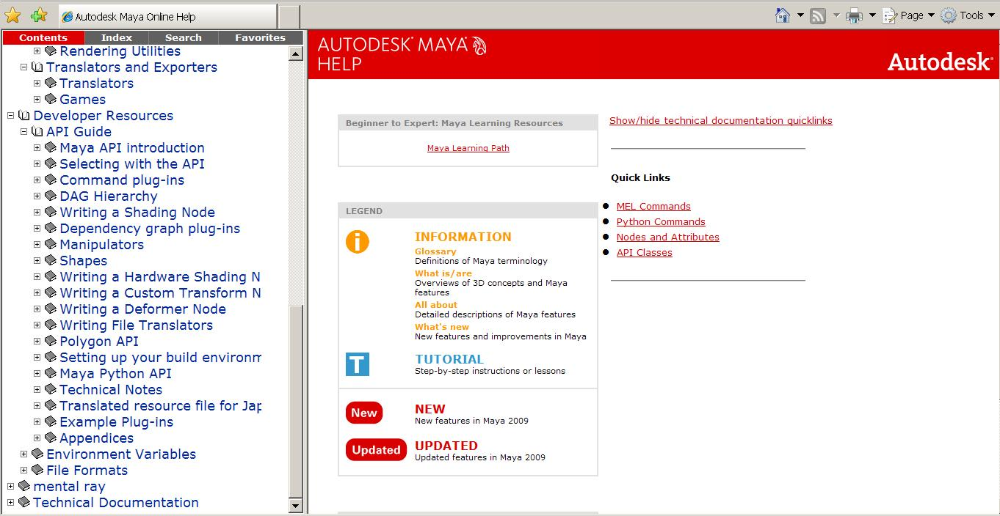 Autodesk Maya Online Help
Page
Tools
Contents
Index
Search
Favorites
Rendering Utilities
Translators and Exporters
Translators
Games
Developer Resources
API Guide
Maya API introduction
Selecting with the API
Command plug-ins
DAG Hierarchy
Writing a Shading Node
Dependency graph plug-ins
Manipulators
Shapes
Writing a Hardware Shading N
Writing a Custom Transform N
Writing a Deformer Node
Writing File Translators
Polygon API
Setting up your build environm
Maya Python API
Technical Notes
Translated resource file for Jap
Example Plug-ins
Appendices
Environment Variables
File Formats
mental ray
Technical Documentation
AUTODESK® MAYA®
HELP
Autodesk®
Beginner to Expert: Maya Learning Resources
Maya Learning Path
LEGEND
i
INFORMATION
Glossary
Definitions of Maya terminology
What is/are
Overviews of 3D concepts and Maya
features
All about
Detailed descriptions of Maya features
What's new
New features and improvements in Maya
T
TUTORIAL
Step-by-step instructions or lessons
New
NEW
New features in Maya 2009
Updated
UPDATED
Updated features in Maya 2009
Show/hide technical documentation quicklinks
Quick Links
MEL Commands
Python Commands
Nodes and Attributes
API Classes